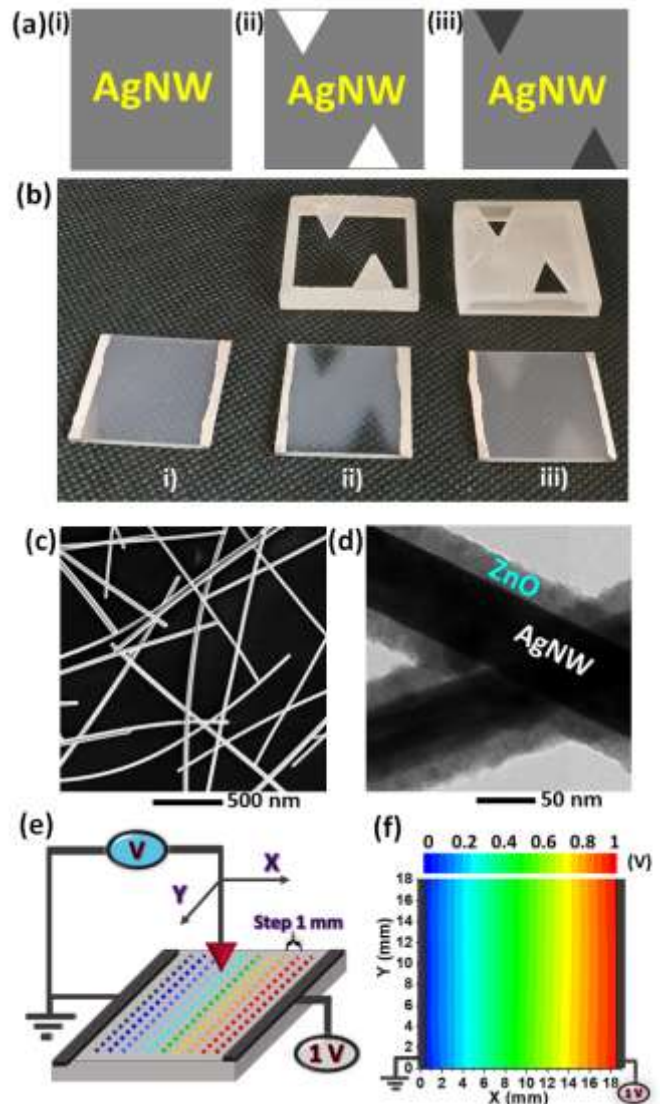 (a)(i) (ii) (iii)
AgNW AgNW AgNW
(b)
i) ii) iii)
(c) (d)
ZnO
AgNW
500 nm 50 nm
(e) (f)
V
X
Y
Step 1 mm
1 V
0 0.2 0.4 0.6 0.8 1
(V)
18
16
14
12
10
8
6
4
2
0
Y (mm)
0 2 4 6 8 10 12 14 16 18
X (mm)
1V